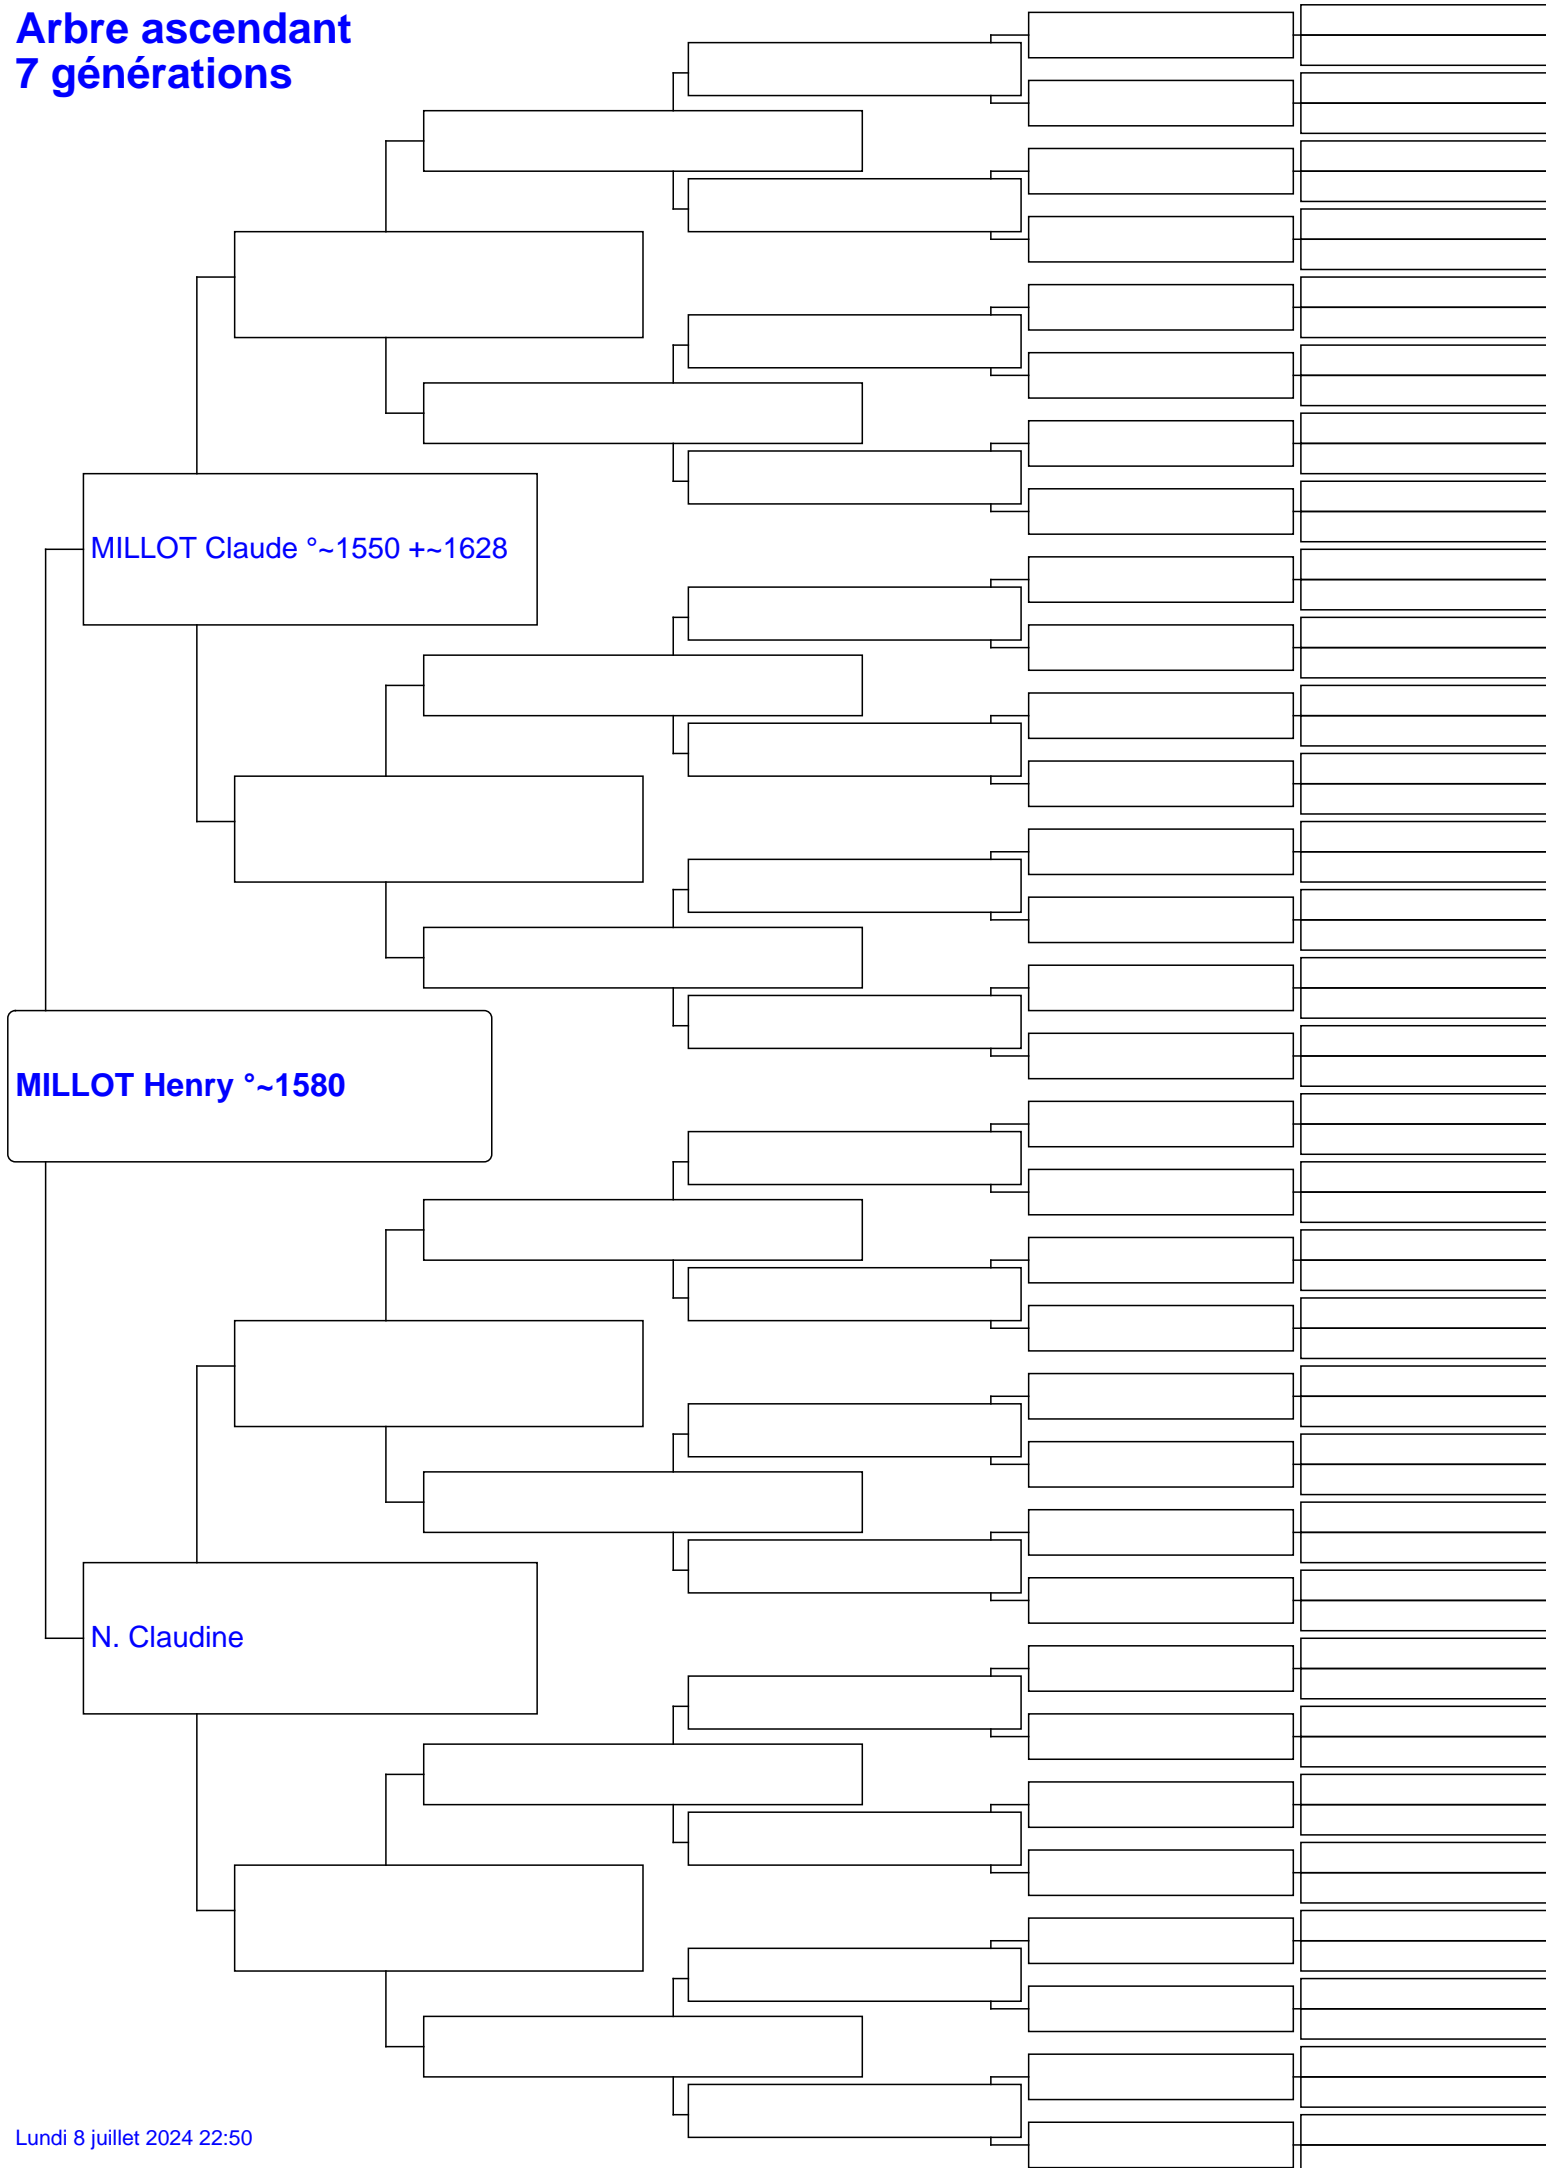 Arbre ascendant
7 générations
MILLOT Claude °~1550 +~1628
MILLOT Henry °~1580
N. Claudine
Lundi 8 juillet 2024 22:50